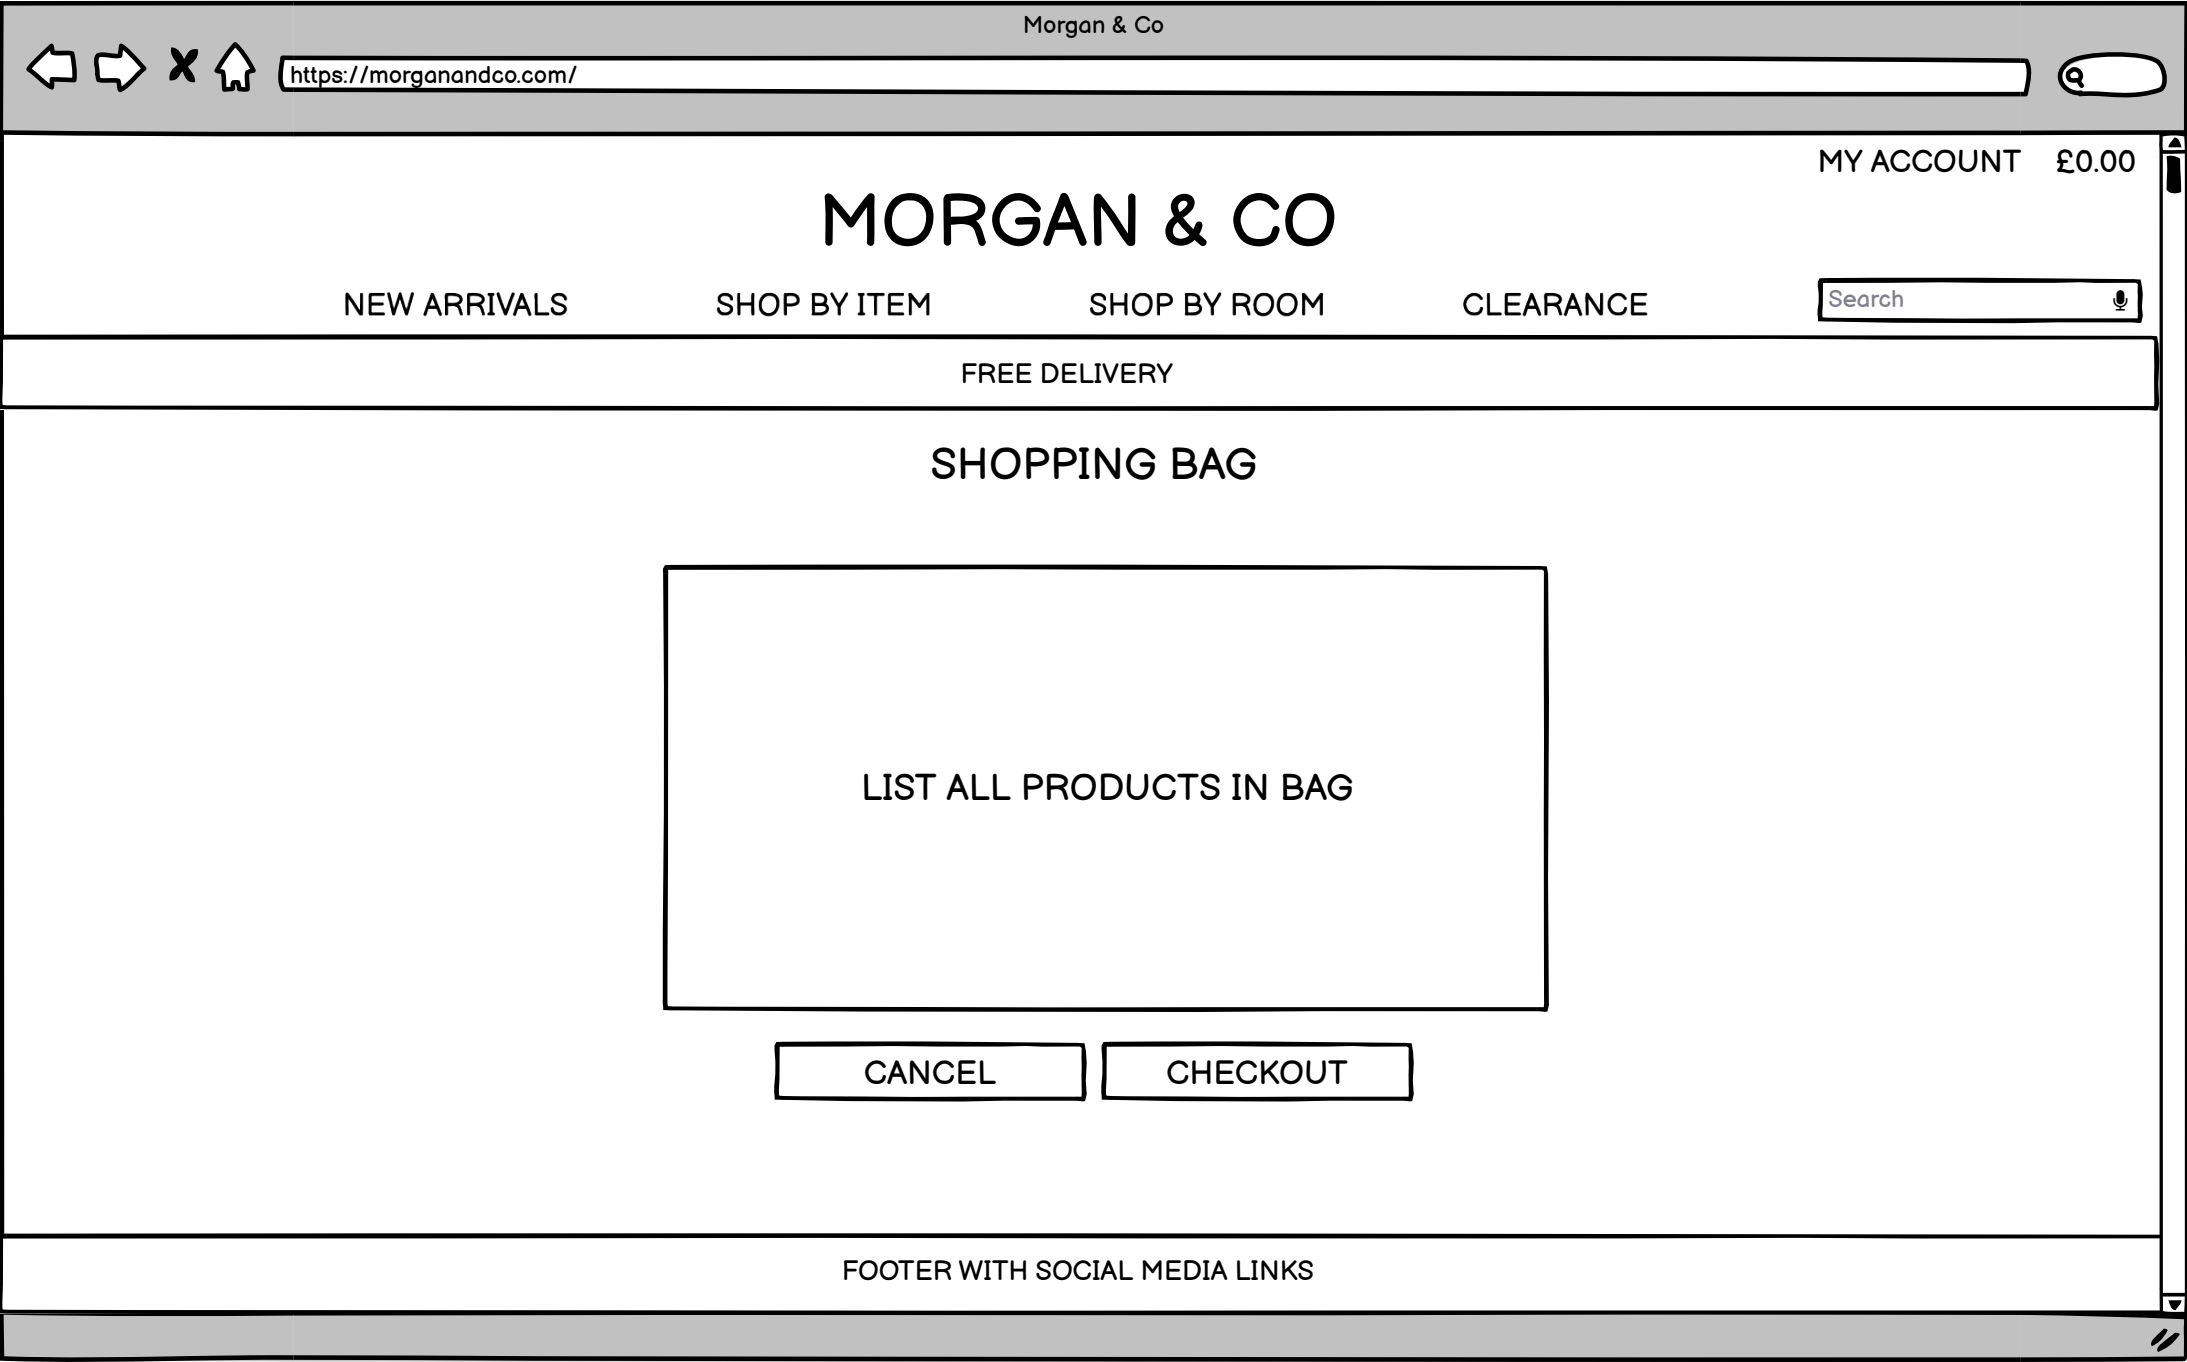 Morgan & Co
https://morganandco.com/
MY ACCOUNT £0.00
MORGAN & CO
NEW ARRIVALS SHOP BY ITEM SHOP BY ROOM CLEARANCE Search
FREE DELIVERY
SHOPPING BAG
LIST ALL PRODUCTS IN BAG
CANCEL CHECKOUT
FOOTER WITH SOCIAL MEDIA LINKS